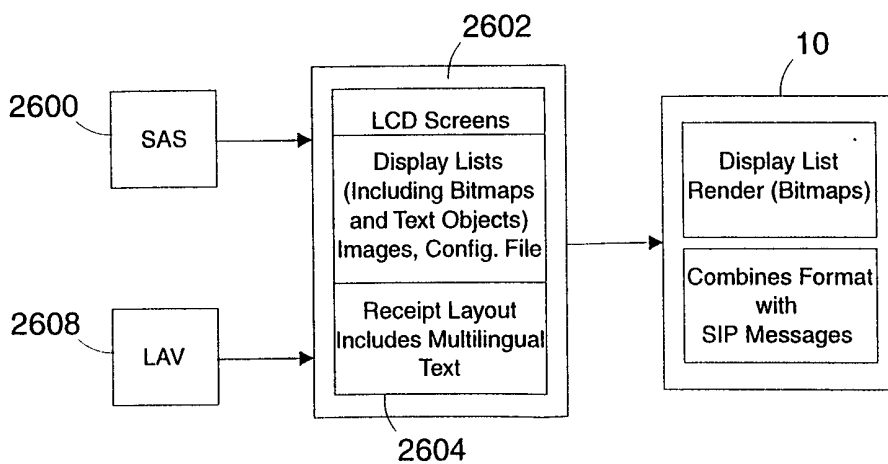 2602
10
2600
SAS
LCD Screens
Display Lists
(Including Bitmaps
and Text Objects)
Images, Config. File
Display List
Render (Bitmaps)
Combines Format
with
SIP Messages
2608
LAV
Receipt Layout
Includes Multilingual
Text
2604